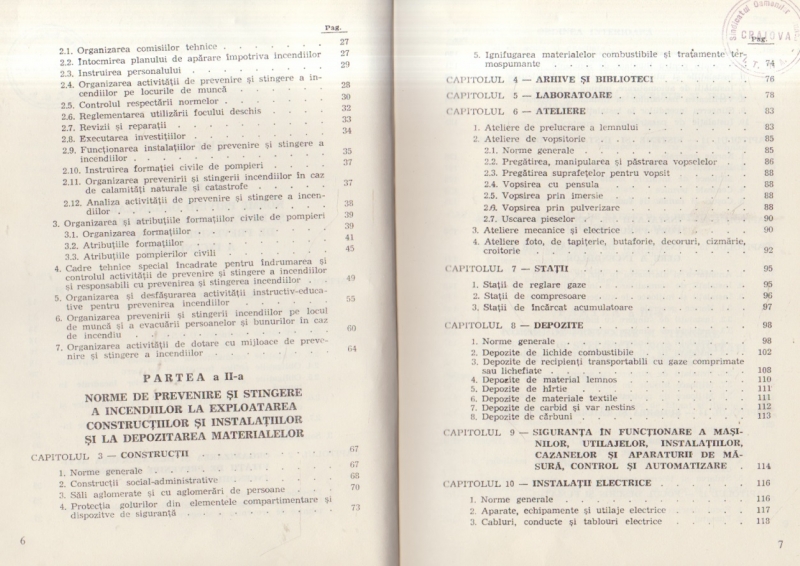 Pag.
2.1. Organizarea comisiilor tehnice . . . . . . 27
2.2. Intocmirea planului de apărare împotriva incendiilor 27
2.3. Instruirea personalului . . . . . . 29
2.4. Organizarea activității de prevenire și stingere a in-
cendiilor pe locurile de muncă . . . . . 28
2.5. Controlul respectării normelor . . . . . 30
2.6. Reglementarea utilizării focului deschis . . . 32
2.7. Revizii și reparații . . . . . . 33
2.8. Executarea investițiilor . . . . . . 34
2.9. Funcționarea instalațiilor de prevenire și stingere a
incendiilor . . . . . . 35
2.10. Instruirea formației civile de pompieri . . . 37
2.11. Organizarea prevenirii și stingerii incendiilor în caz
de calamități naturale și catastrofe . . . . 37
2.12. Analiza activității de prevenire și stingere a incen-
diilor . . . . . . 38
3. Organizarea și atribuțiile formațiilor civile de pompieri 39
3.1. Organizarea formațiilor . . . . . . 39
3.2. Atribuțiile formațiilor . . . . . . 41
3.3. Atribuțiile pompierilor civili . . . . . 45
4. Cadre tehnice special încadrate pentru îndrumarea și
controlul activității de prevenire și stingere a incendiilor
și responsabili cu prevenirea și stingerea incendiilor . . 49
5. Organizarea și desfășurarea activității instructiv-educa-
tive pentru prevenirea incendiilor . . . . . 55
6. Organizarea prevenirii și stingerii incendiilor pe locul
de muncă și a evacuării persoanelor și bunurilor în caz
de incendiu . . . . . . 60
7. Organizarea activității de dotare cu mijloace de preve-
nire și stingere a incendiilor . . . . . 64
PARTEA a II-a
NORME DE PREVENIRE ȘI STINGERE
A INCENDIILOR LA EXPLOATAREA
CONSTRUCȚIILOR ȘI INSTALAȚIILOR
ȘI LA DEPOZITAREA MATERIALELOR
CAPITOLUL 3 — CONSTRUCȚII . . . . . . 67
1. Norme generale . . . . . . 67
2. Construcții social-administrative . . . . . 68
3. Săli aglomerate și cu aglomerări de persoane . . . 70
4. Protecția golurilor din elementele compartimentare și
dispozitve de siguranță . . . . . . 73
6
CRAIOVA
Pag.
5. Ignifugarea materialelor combustibile și tratamente ter-
mospumante . . . . . . 74
CAPITOLUL 4 — ARHIVE ȘI BIBLIOTECI . . . . 76
CAPITOLUL 5 — LABORATOARE . . . . . 78
CAPITOLUL 6 — ATELIERE . . . . . . 83
1. Ateliere de prelucrare a lemnului . . . . . 83
2. Ateliere de vopsitorie . . . . . . 85
2.1. Norme generale . . . . . . 85
2.2. Pregătirea, manipularea și păstrarea vopselelor . . 86
2.3. Pregătirea suprafețelor pentru vopsit . . . . 88
2.4. Vopsirea cu pensula . . . . . . 88
2.5. Vopsirea prin imersie . . . . . . 88
2.6. Vopsirea prin pulverizare . . . . . 88
2.7. Uscarea pieselor . . . . . . 90
3. Ateliere mecanice și electrice . . . . . 90
4. Ateliere foto, de tapițerie, butaforie, decoruri, cizmărie,
croitorie . . . . . . 92
CAPITOLUL 7 — STAȚII . . . . . . 95
1. Stații de reglare gaze . . . . . . 95
2. Stații de compresoare . . . . . . 96
3. Stații de încărcat acumulatoare . . . . . 97
CAPITOLUL 8 — DEPOZITE . . . . . . 98
1. Norme generale . . . . . . 98
2. Depozite de lichide combustibile . . . . . 102
3. Depozite de recipienți transportabili cu gaze comprimate
sau lichefiate . . . . . . 108
4. Depozite de material lemnos . . . . . 110
5. Depozite de hîrtie . . . . . . 111
6. Depozite de materiale textile . . . . . 111
7. Depozite de carbid și var nestins . . . . . 112
8. Depozite de cărbuni . . . . . . 113
CAPITOLUL 9 — SIGURANȚA ÎN FUNCȚIONARE A MAȘI-
NILOR, UTILAJELOR, INSTALAȚIILOR,
CAZANELOR ȘI APARATURII DE MĂ-
SURĂ, CONTROL ȘI AUTOMATIZARE . 114
CAPITOLUL 10 — INSTALAȚII ELECTRICE . . . . 116
1. Norme generale . . . . . . 116
2. Aparate, echipamente și utilaje electrice . . . . 117
3. Cabluri, conducte și tablouri electrice . . . . 118
7